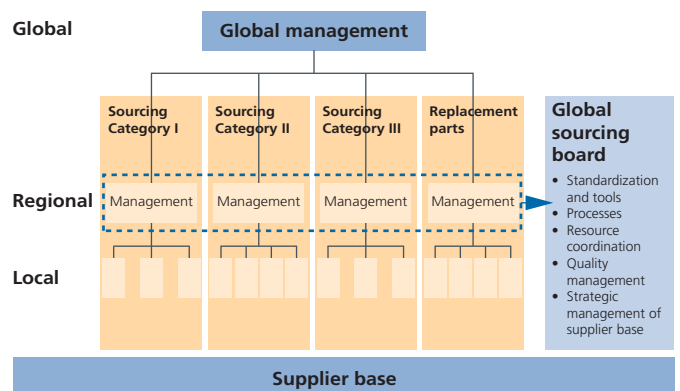 Global
Global management
Sourcing
Category I
Sourcing
Category II
Sourcing
Category III
Replacement
parts
Global
sourcing
board
• Standardization
and tools
• Processes
• Resource
coordination
• Quality
management
• Strategic
management of
supplier base
Regional
Management
Management
Management
Management
Local
Supplier base